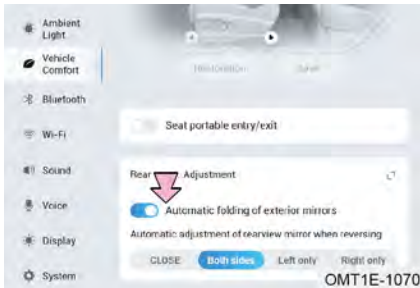 Ambient
Light
Vehicle
Comfort
Bluetooth
Wi-Fi
Sound
Voice
Display
System
Restoration
Save
Seat portable entry/exit
Rear Adjustment
Automatic folding of exterior mirrors
Automatic adjustment of rearview mirror when reversing
CLOSE Both sides Left only Right only
OMT1E-1070